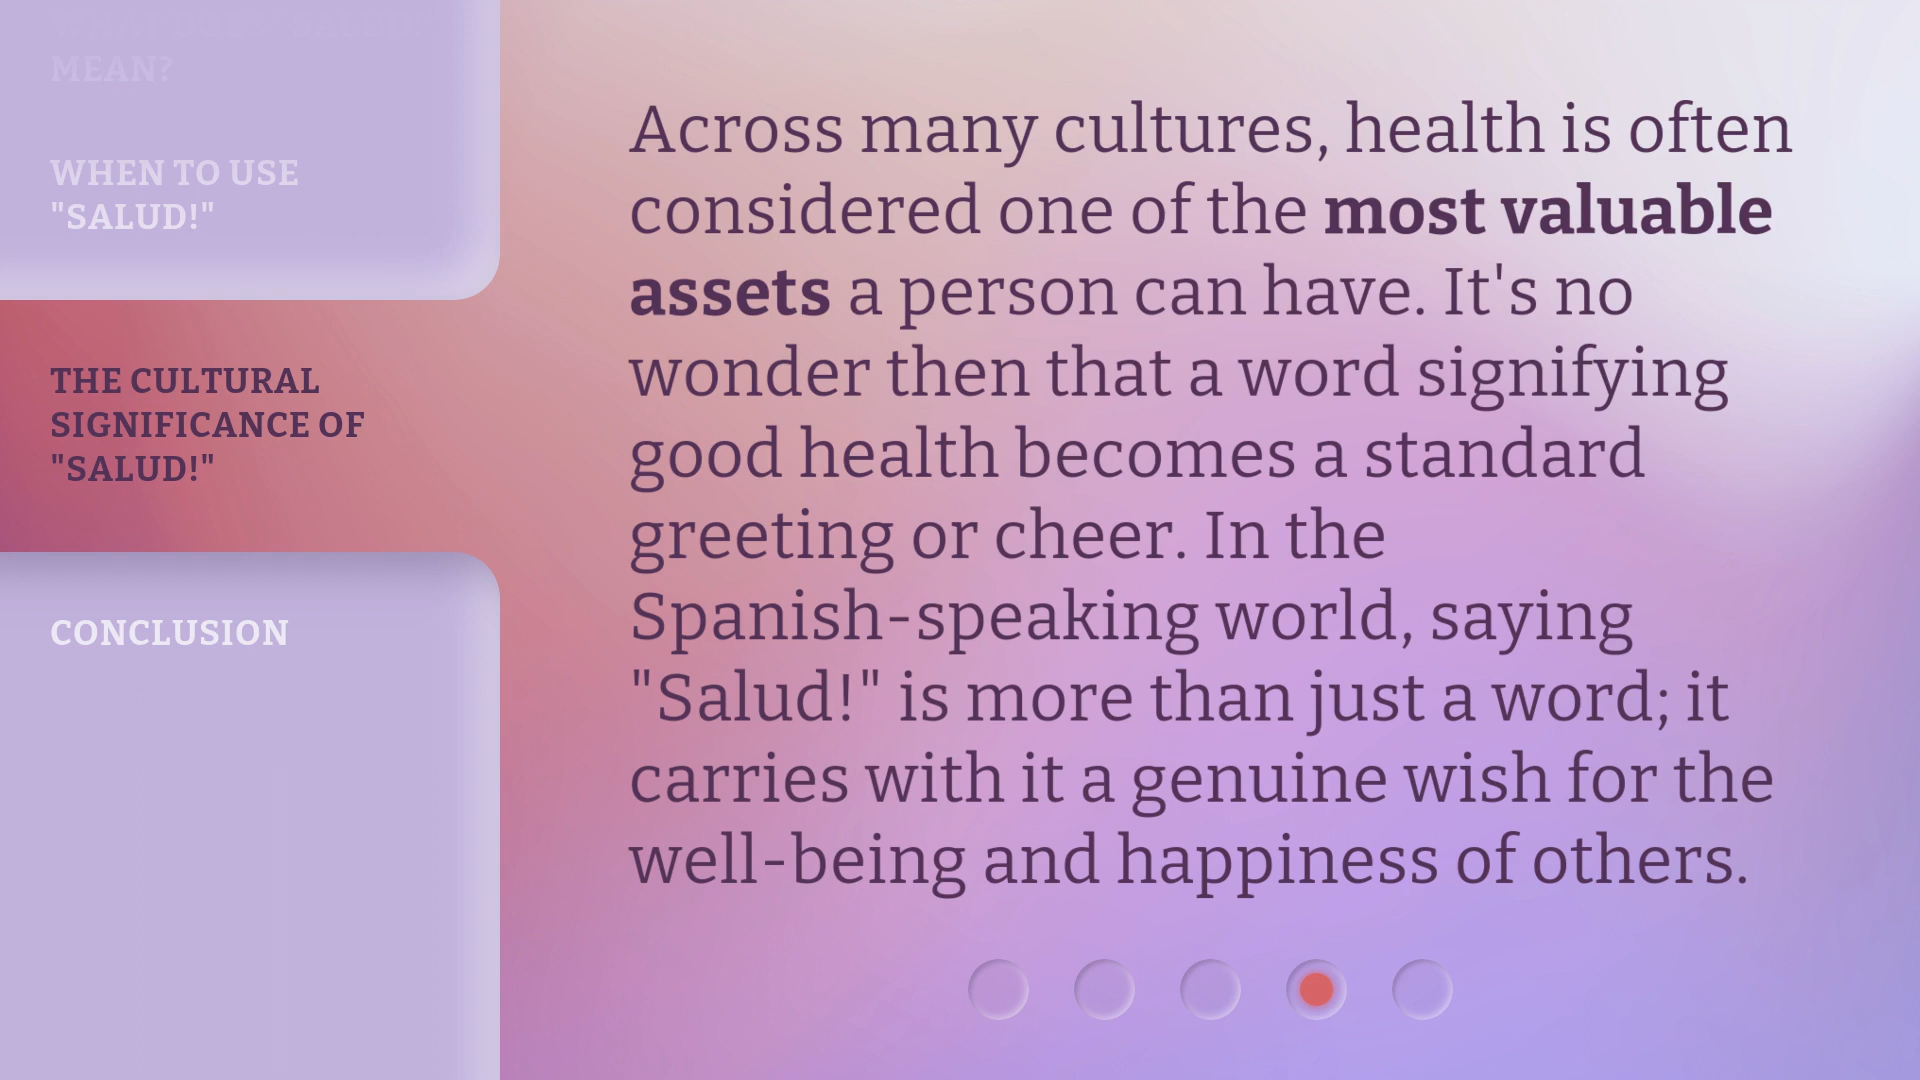 WHAT DOES "SALUD!"
MEAN?
WHEN TO USE
"SALUD!"
THE CULTURAL
SIGNIFICANCE OF
"SALUD!"
CONCLUSION
Across many cultures, health is often
considered one of the most valuable
assets a person can have. It's no
wonder then that a word signifying
good health becomes a standard
greeting or cheer. In the
Spanish-speaking world, saying
"Salud!" is more than just a word; it
carries with it a genuine wish for the
well-being and happiness of others.